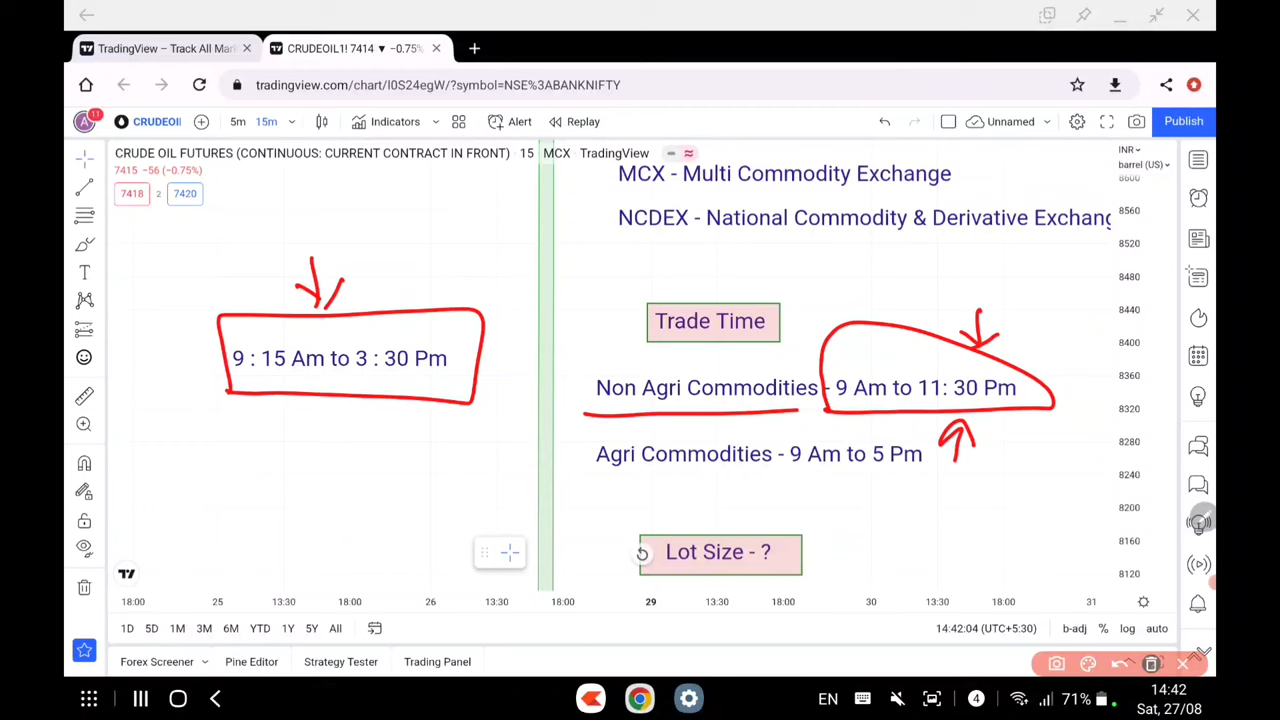 TradingView – Track All Mar
CRUDEOIL1! 7414 ▼ −0.75%
tradingview.com/chart/I0S24egW/?symbol=NSE%3ABANKNIFTY
A
11
CRUDEOIL
5m
15m
Indicators
Alert
Replay
Unnamed
Publish
CRUDE OIL FUTURES (CONTINUOUS: CURRENT CONTRACT IN FRONT)
15
MCX
TradingView
7415 −56 (−0.75%)
7418
2
7420
INR
barrel (US)
MCX - Multi Commodity Exchange
NCDEX - National Commodity & Derivative Exchang
Trade Time
9 : 15 Am to 3 : 30 Pm
Non Agri Commodities - 9 Am to 11: 30 Pm
Agri Commodities - 9 Am to 5 Pm
Lot Size - ?
8600
8560
8520
8480
8440
8400
8360
8320
8280
8240
8200
8160
8120
18:00
25
13:30
18:00
26
13:30
18:00
29
13:30
18:00
30
13:30
18:00
31
1D
5D
1M
3M
6M
YTD
1Y
5Y
All
14:42:04 (UTC+5:30)
b-adj
%
log
auto
Forex Screener
Pine Editor
Strategy Tester
Trading Panel
EN
4
71%
14:42
Sat, 27/08